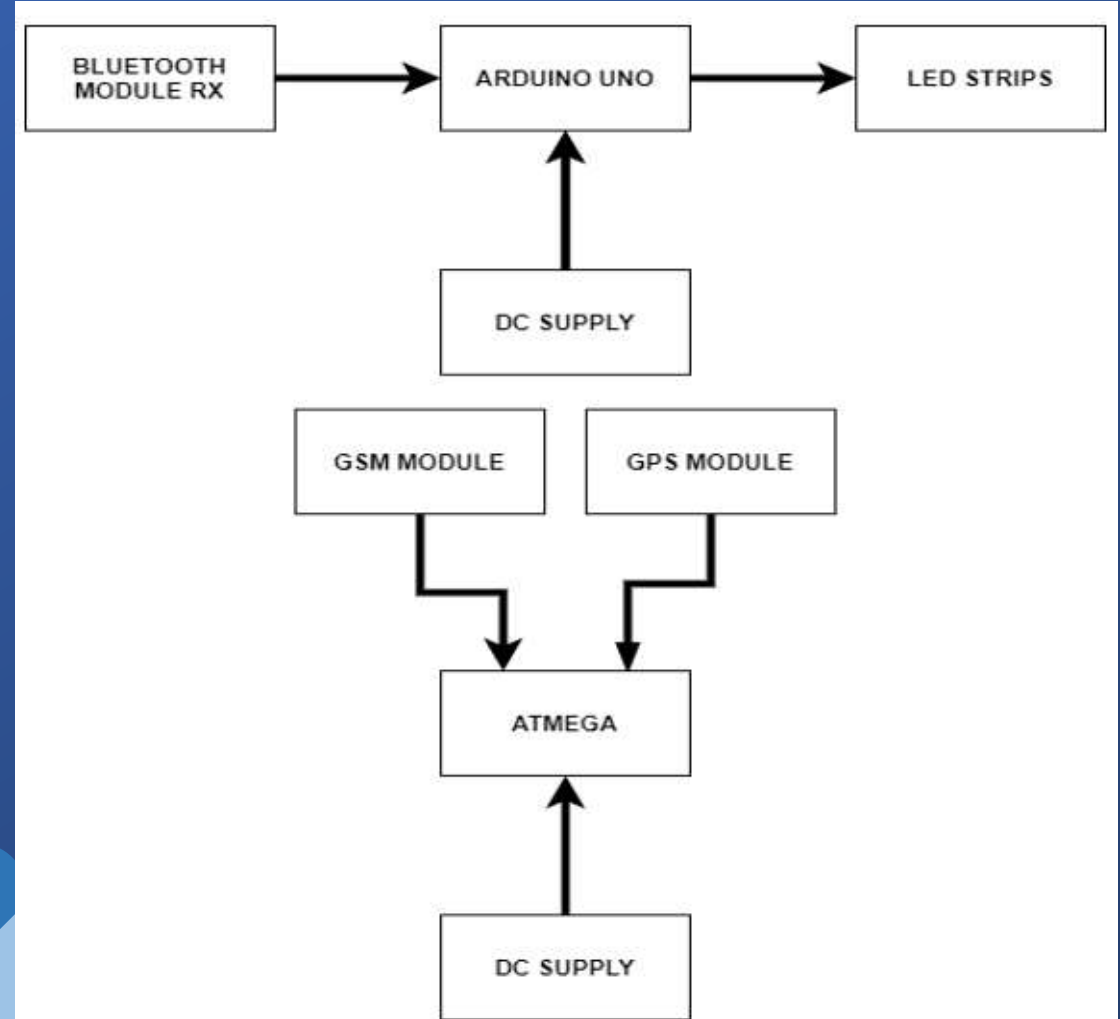 BLUETOOTH
MODULE RX
ARDUINO UNO
LED STRIPS
DC SUPPLY
GSM MODULE
GPS MODULE
ATMEGA
DC SUPPLY